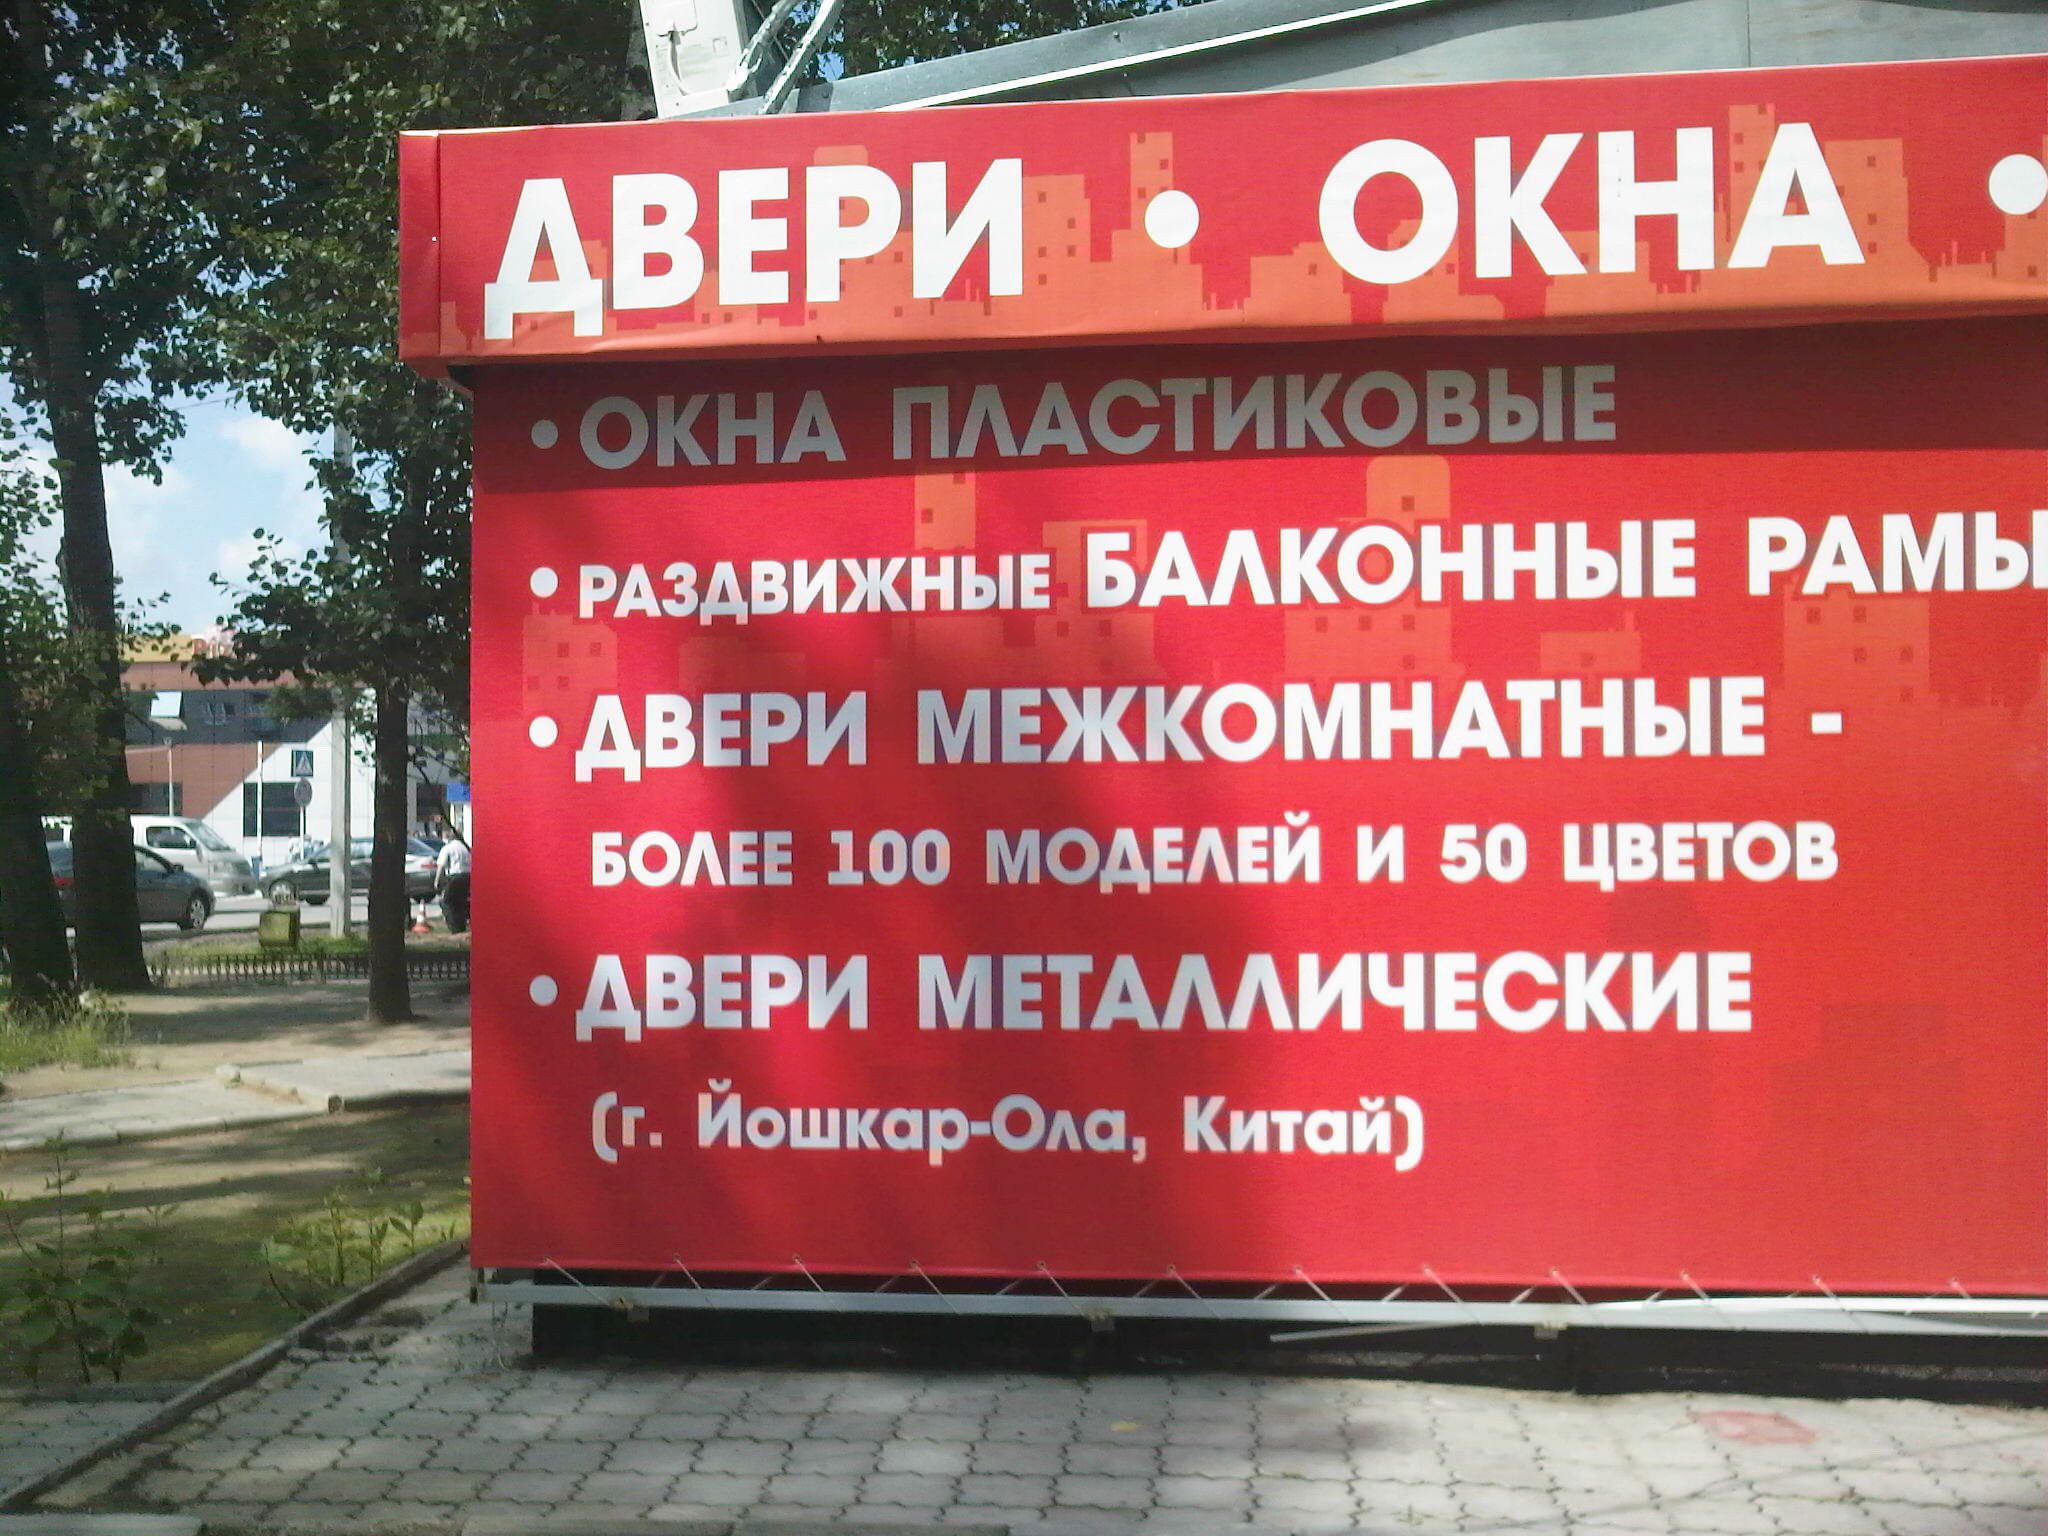 ДВЕРИ • ОКНА •
• ОКНА ПЛАСТИКОВЫЕ
• РАЗДВИЖНЫЕ БАЛКОННЫЕ РАМЫ
• ДВЕРИ МЕЖКОМНАТНЫЕ -
БОЛЕЕ 100 МОДЕЛЕЙ И 50 ЦВЕТОВ
• ДВЕРИ МЕТАЛЛИЧЕСКИЕ
(г. Йошкар-Ола, Китай)